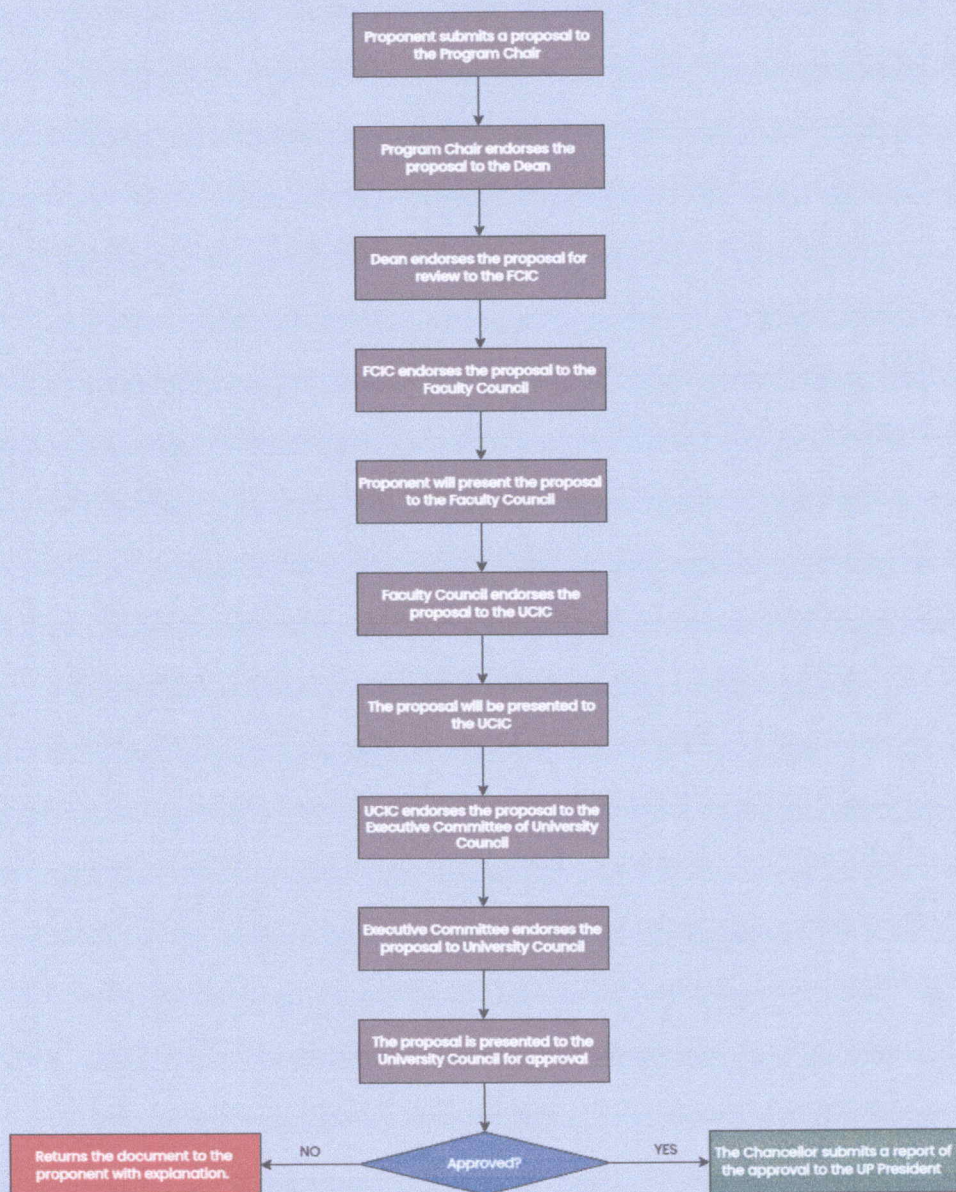 Proponent submits a proposal to
the Program Chair
Program Chair endorses the
proposal to the Dean
Dean endorses the proposal for
review to the FCIC
FCIC endorses the proposal to the
Faculty Council
Proponent will present the proposal
to the Faculty Council
Faculty Council endorses the
proposal to the UCIC
The proposal will be presented to
the UCIC
UCIC endorses the proposal to the
Executive Committee of University
Council
Executive Committee endorses the
proposal to University Council
The proposal is presented to the
University Council for approval
Approved?
NO
YES
Returns the document to the
proponent with explanation.
The Chancellor submits a report of
the approval to the UP President